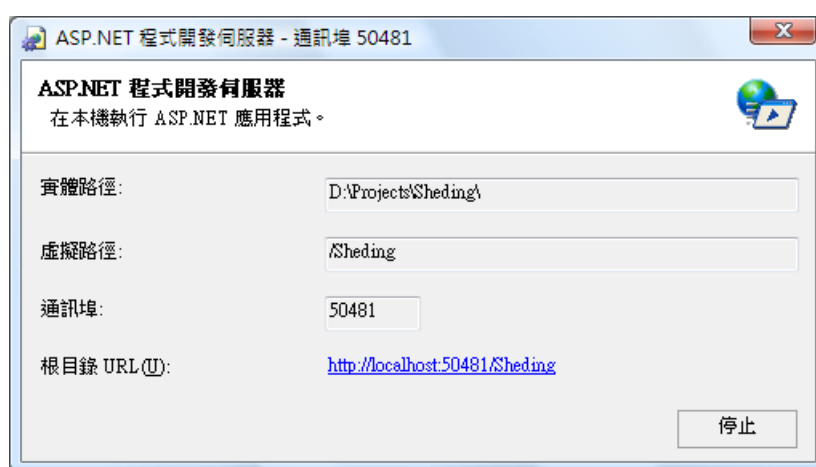 ASP.NET 程式開發伺服器 - 通訊埠 50481
ASP.NET 程式開發伺服器
在本機執行 ASP.NET 應用程式。
實體路徑: D:\Projects\Sheding\
虛擬路徑: /Sheding
通訊埠: 50481
根目錄 URL(U): http://localhost:50481/Sheding
停止